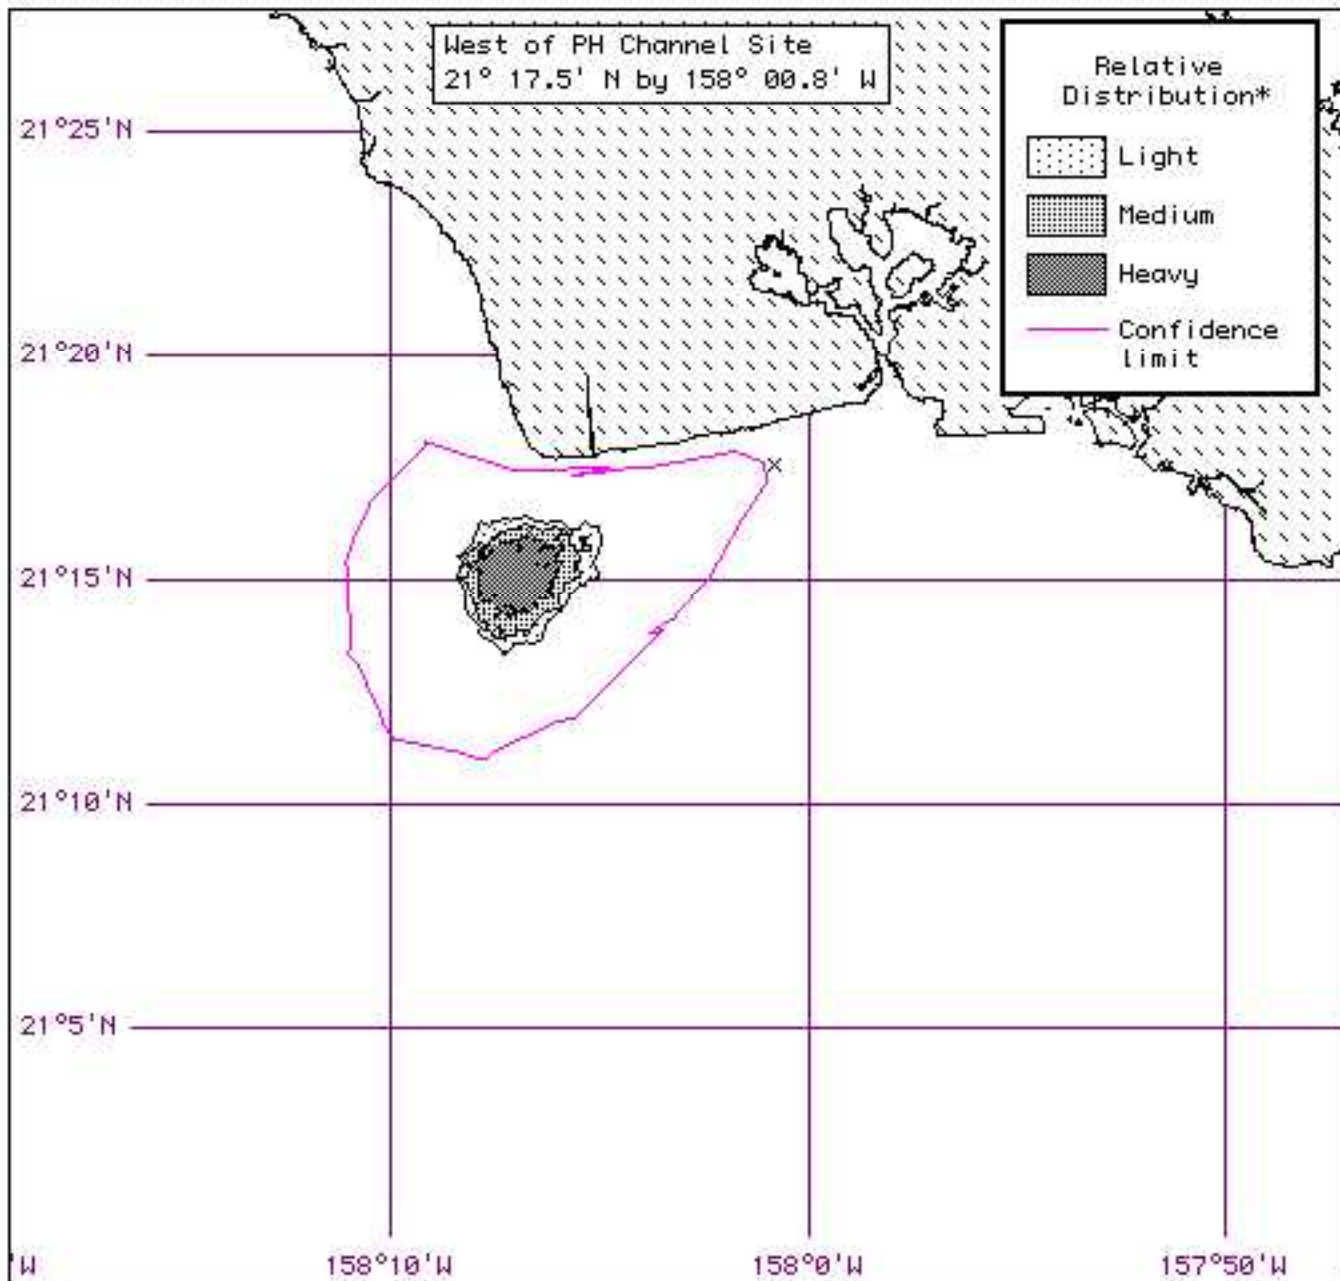 West of PH Channel Site
21° 17.5' N by 158° 00.8' W
Relative
Distribution*
Light
Medium
Heavy
Confidence
limit
21°25'N
21°20'N
21°15'N
21°10'N
21°5'N
'W
158°10'W
158°0'W
157°50'W